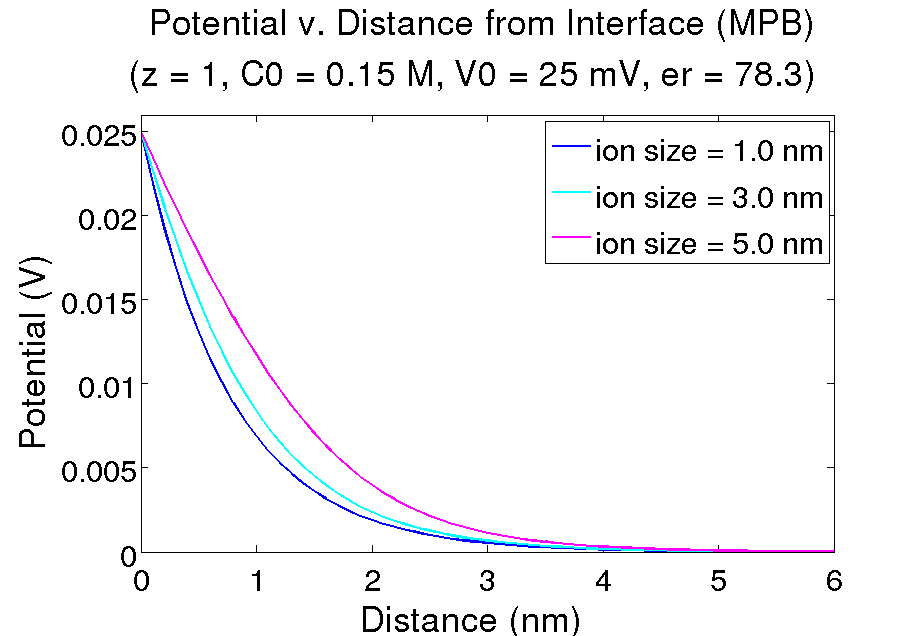 Potential v. Distance from Interface (MPB)
(z = 1, C0 = 0.15 M, V0 = 25 mV, er = 78.3)
ion size = 1.0 nm
ion size = 3.0 nm
ion size = 5.0 nm
Potential (V)
0.025
0.02
0.015
0.01
0.005
0
0 1 2 3 4 5 6
Distance (nm)